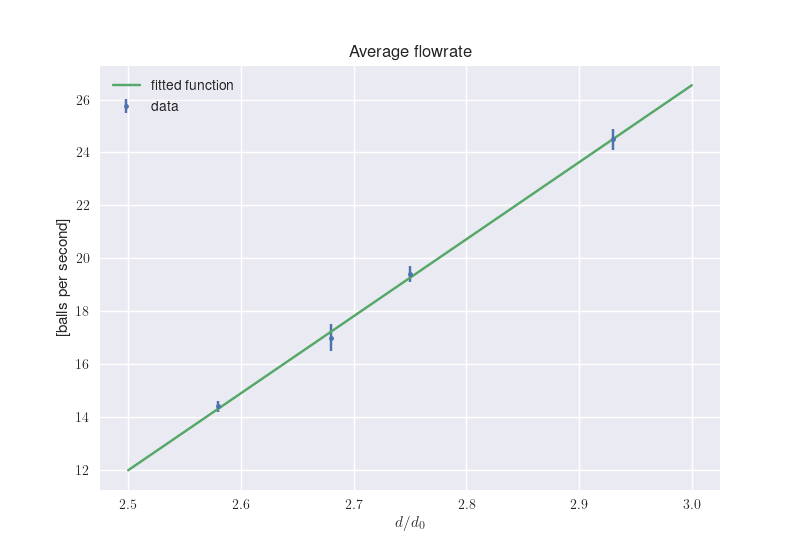 Average flowrate
fitted function
data
26
24
22
20
18
16
14
12
[balls per second]
2.5 2.6 2.7 2.8 2.9 3.0
d/d0